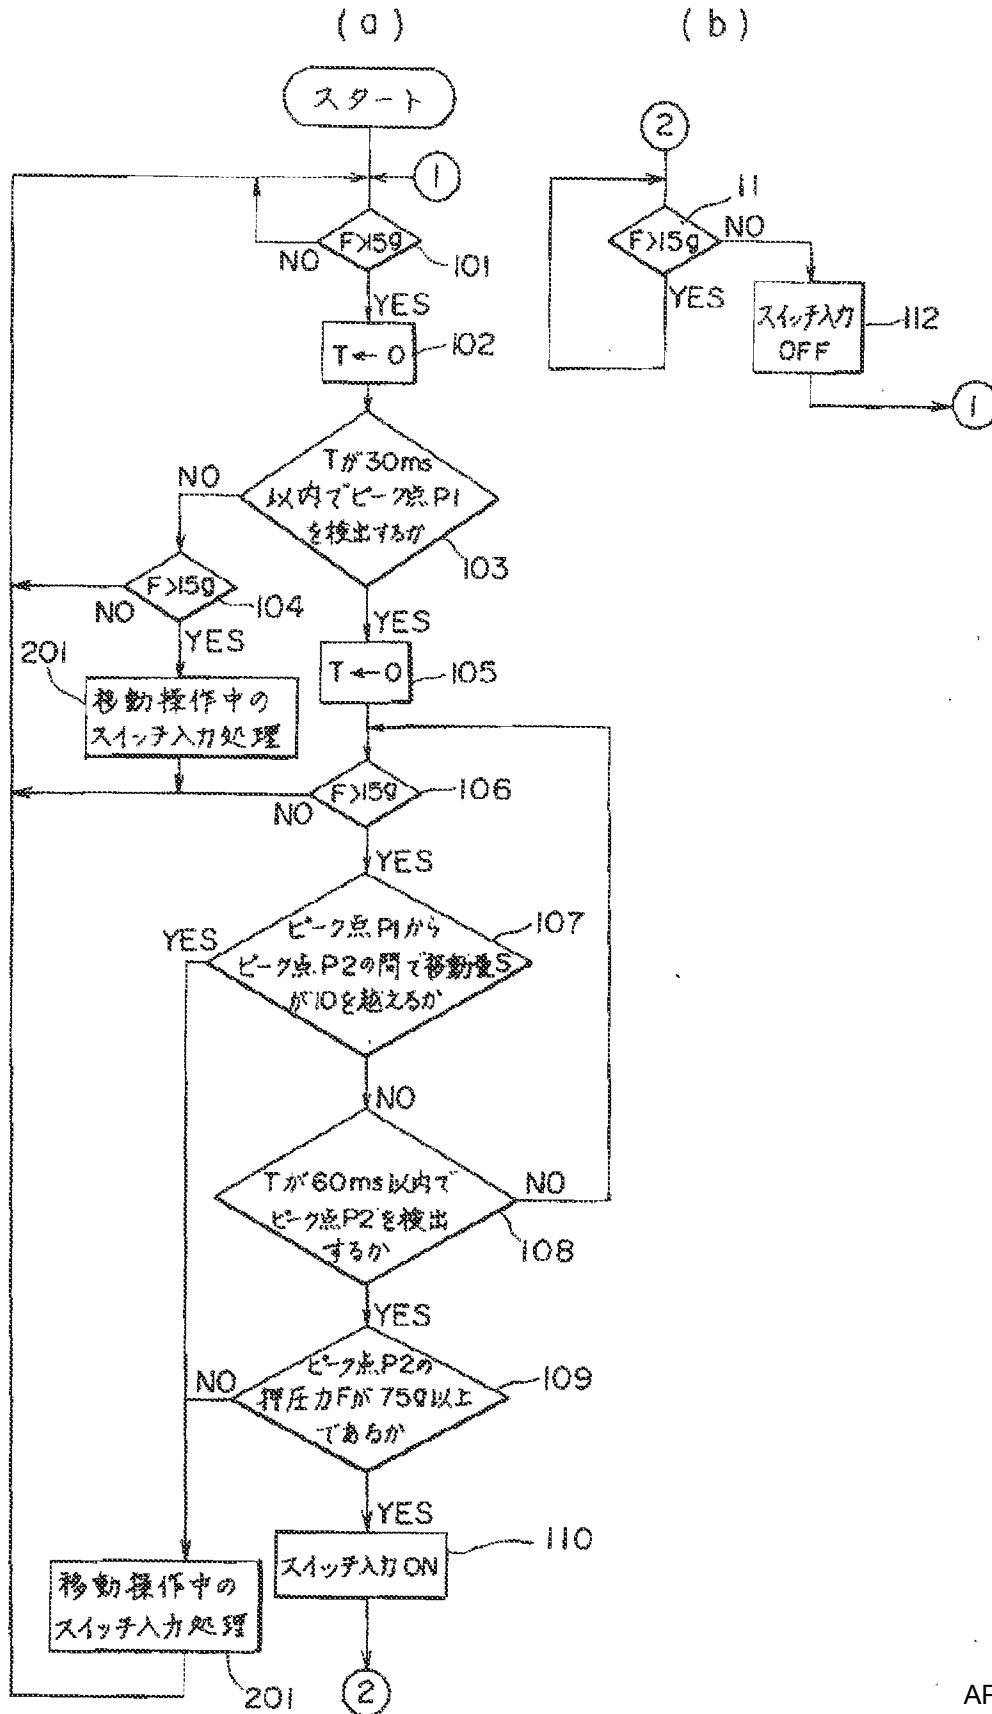 (a)
スタート
①
F>15g
NO
101
YES
T←0
102
Tが30ms
以内でピーク点P1
を検出するか
NO
103
F>15g
NO
104
YES
201
移動操作中の
スイッチ入力処理
YES
T←0
105
F>15g
106
NO
YES
ピーク点P1から
ピーク点P2の間で移動量S
が10を越えるか
107
YES
NO
Tが60ms以内で
ピーク点P2を検出
するか
NO
108
YES
ピーク点P2の
押圧力Fが75g以上
であるか
109
NO
YES
スイッチ入力ON
110
移動操作中の
スイッチ入力処理
201
②
(b)
②
11
F>15g
NO
YES
スイッチ入力
OFF
112
①
AP